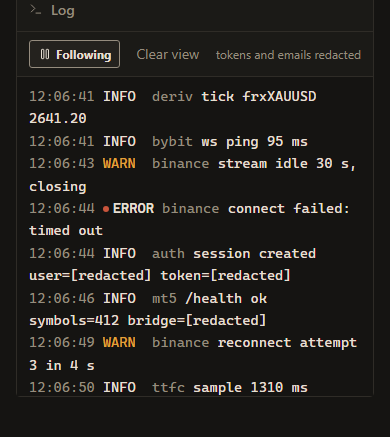 >_ Log
Following
Clear view
tokens and emails redacted
12:06:41 INFO deriv tick frxXAUUSD
2641.20
12:06:41 INFO bybit ws ping 95 ms
12:06:43 WARN binance stream idle 30 s,
closing
12:06:44 ERROR binance connect failed:
timed out
12:06:44 INFO auth session created
user=[redacted] token=[redacted]
12:06:46 INFO mt5 /health ok
symbols=412 bridge=[redacted]
12:06:49 WARN binance reconnect attempt
3 in 4 s
12:06:50 INFO ttfc sample 1310 ms